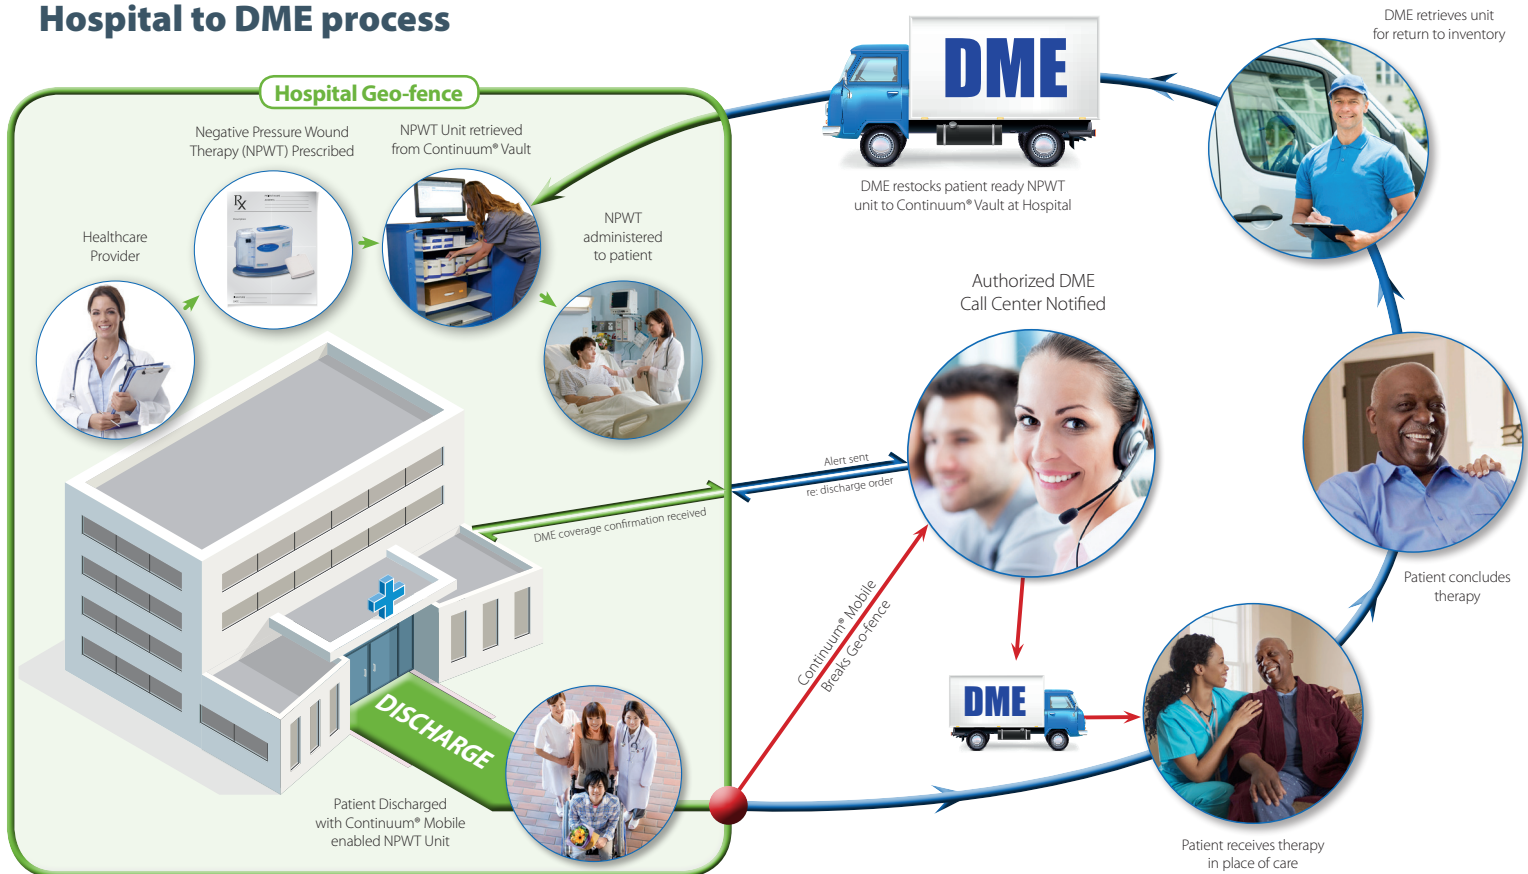 Hospital to DME process
Hospital Geo-fence
Healthcare
Provider
Negative Pressure Wound
Therapy (NPWT) Prescribed
Rx
NPWT Unit retrieved
from Continuum® Vault
NPWT
administered
to patient
DME
DME restocks patient ready NPWT
unit to Continuum® Vault at Hospital
DME retrieves unit
for return to inventory
Authorized DME
Call Center Notified
Alert sent
re: discharge order
DME coverage confirmation received
Continuum® Mobile
Breaks Geo-fence
DME
Patient concludes
therapy
DISCHARGE
Patient Discharged
with Continuum® Mobile
enabled NPWT Unit
Patient receives therapy
in place of care